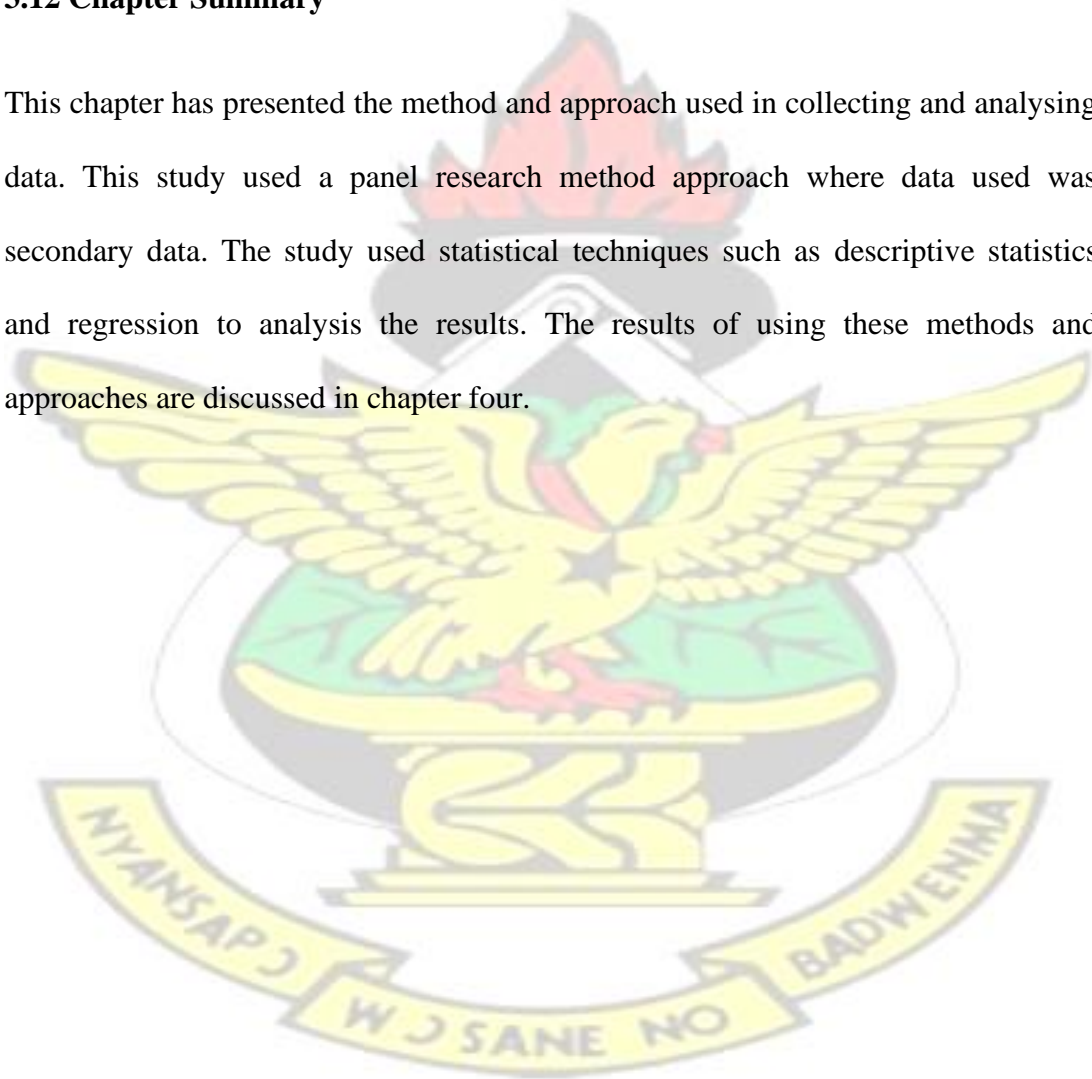 3.12 Chapter Summary
This chapter has presented the method and approach used in collecting and analysing
data. This study used a panel research method approach where data used was
secondary data. The study used statistical techniques such as descriptive statistics
and regression to analysis the results. The results of using these methods and
approaches are discussed in chapter four.
NYANSAPƆ
WƆSANE NO
BADWENMA